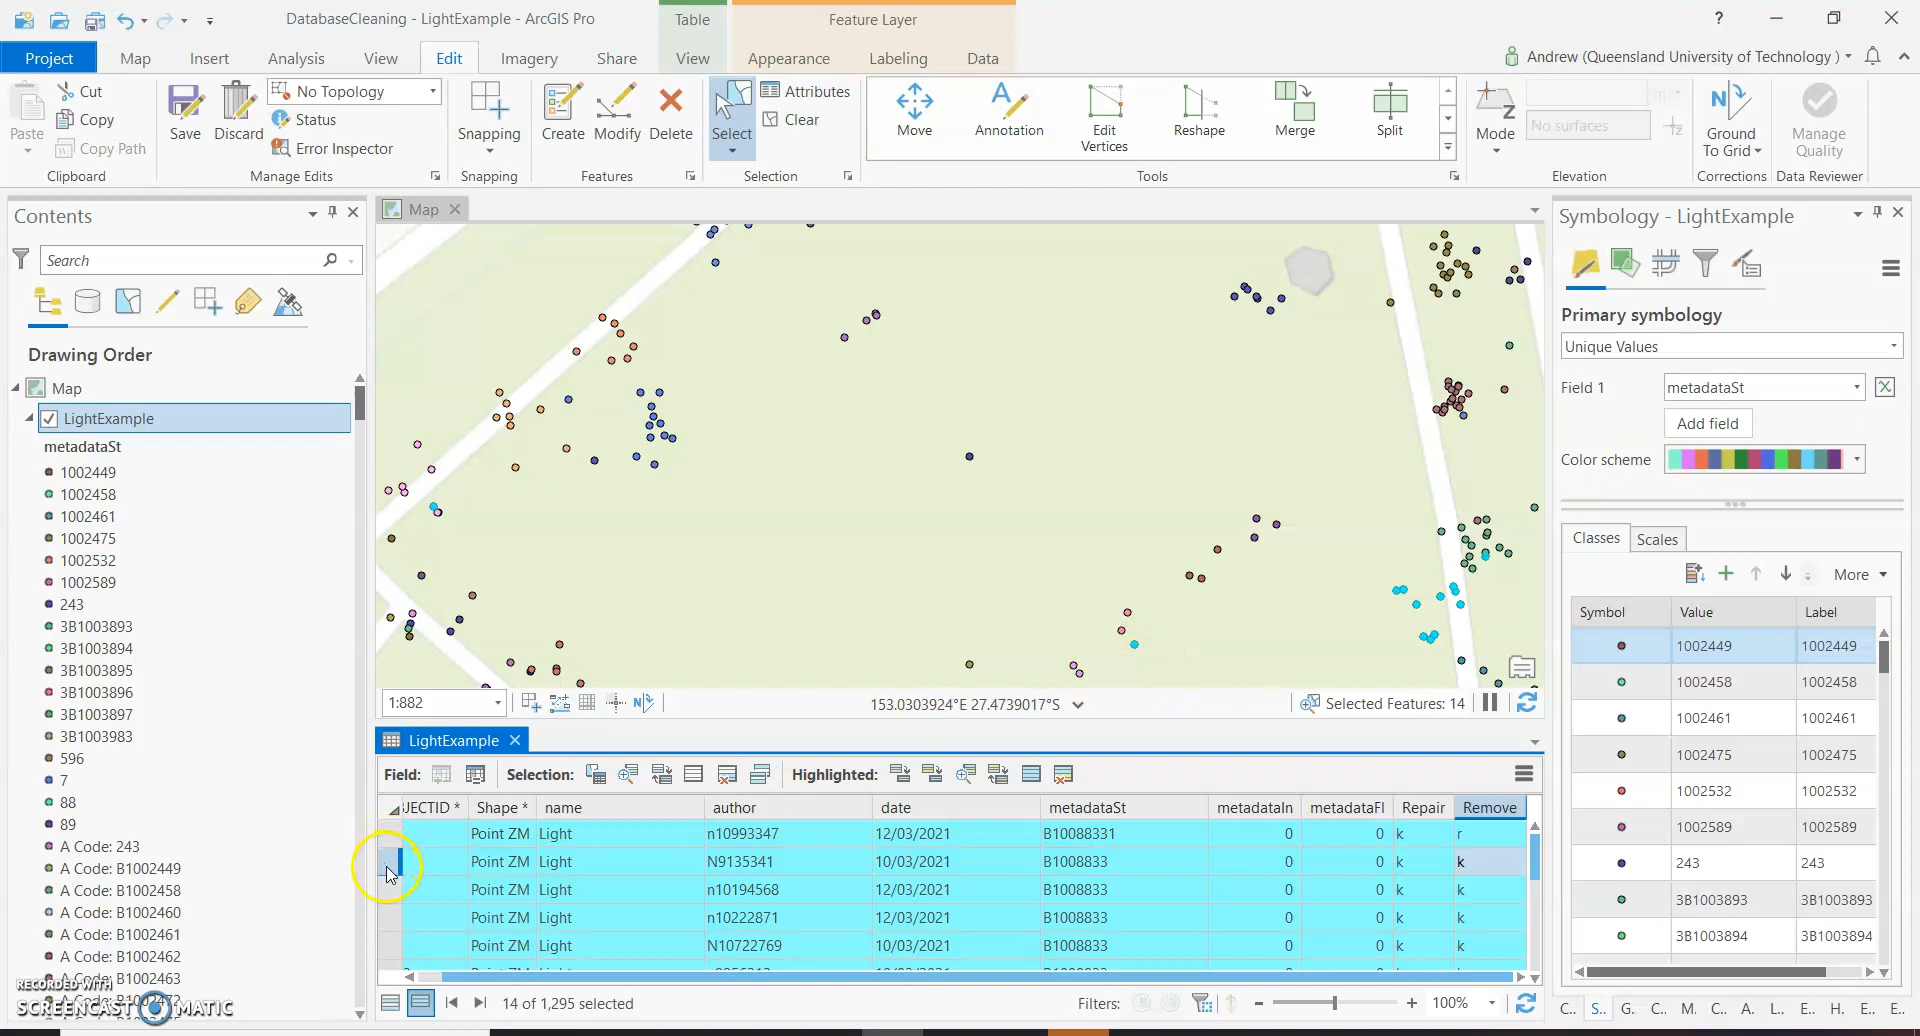 DatabaseCleaning - LightExample - ArcGIS Pro
Table
Feature Layer
?
Project
Map
Insert
Analysis
View
Edit
Imagery
Share
View
Appearance
Labeling
Data
Andrew (Queensland University of Technology )
Paste
Cut
Copy
Copy Path
Clipboard
Save
Discard
No Topology
Status
Error Inspector
Manage Edits
Snapping
Snapping
Create
Modify
Delete
Features
Select
Attributes
Clear
Selection
Move
Annotation
Edit
Vertices
Reshape
Merge
Split
Tools
Mode
No surfaces
Elevation
Ground
To Grid
Corrections
Manage
Quality
Data Reviewer
Contents
Search
Drawing Order
Map
LightExample
metadataSt
1002449
1002458
1002461
1002475
1002532
1002589
243
3B1003893
3B1003894
3B1003895
3B1003896
3B1003897
3B1003983
596
7
88
89
A Code: 243
A Code: B1002449
A Code: B1002458
A Code: B1002460
A Code: B1002461
A Code: B1002462
A Code: B1002463
RECORDED WITH
SCREENCAST MATIC
Map
1:882
153.0303924°E 27.4739017°S
Selected Features: 14
LightExample
Field:
Selection:
Highlighted:
JECTID * Shape * name author date metadataSt metadataIn metadataFl Repair Remove
Point ZM Light n10993347 12/03/2021 B10088331 0 0 k r
Point ZM Light N9135341 10/03/2021 B1008833 0 0 k k
Point ZM Light n10194568 12/03/2021 B1008833 0 0 k k
Point ZM Light n10222871 12/03/2021 B1008833 0 0 k k
Point ZM Light N10722769 10/03/2021 B1008833 0 0 k k
14 of 1,295 selected
Filters:
100%
Symbology - LightExample
Primary symbology
Unique Values
Field 1 metadataSt
Add field
Color scheme
Classes
Scales
More
Symbol Value Label
1002449 1002449
1002458 1002458
1002461 1002461
1002475 1002475
1002532 1002532
1002589 1002589
243 243
3B1003893 3B1003893
3B1003894 3B1003894
C... S... G. C... M. C... A. L... E... H. E... E...